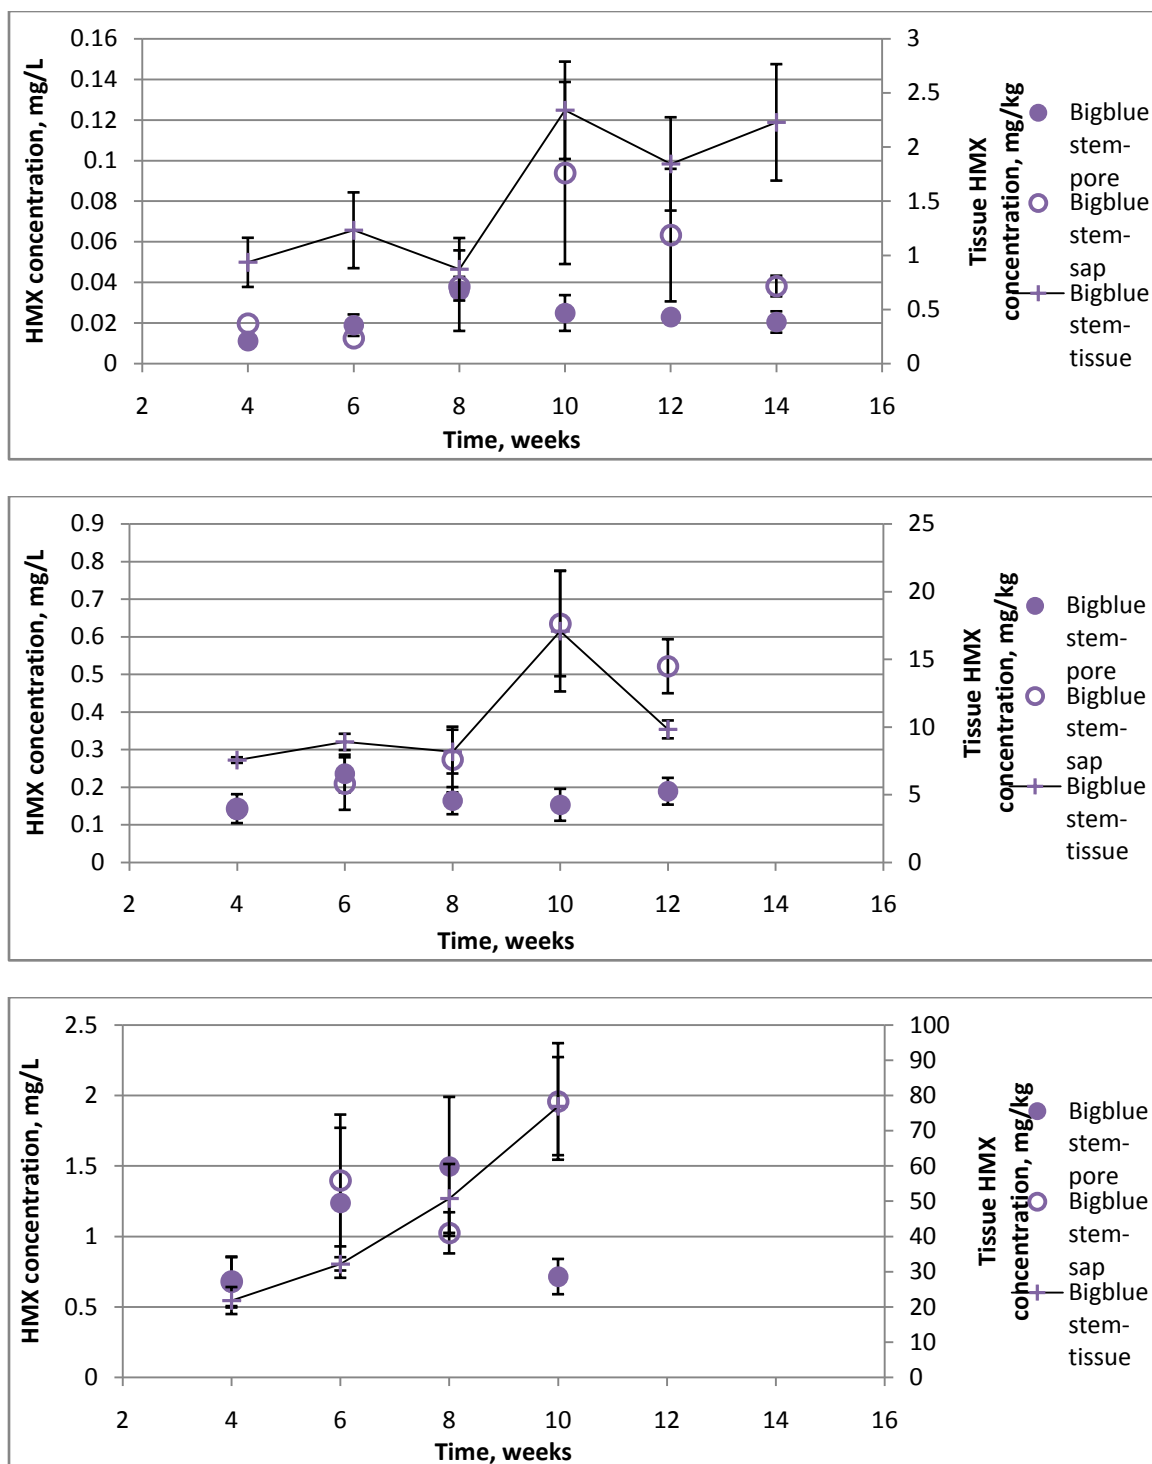 HMX concentration, mg/L
0.16
0.14
0.12
0.1
0.08
0.06
0.04
0.02
0
2 4 6 8 10 12 14 16
Time, weeks
3
2.5
2
1.5
1
0.5
0
Tissue HMX
concentration, mg/kg
Bigblue
stem-
pore
Bigblue
stem-
sap
Bigblue
stem-
tissue
HMX concentration, mg/L
0.9
0.8
0.7
0.6
0.5
0.4
0.3
0.2
0.1
0
2 4 6 8 10 12 14 16
Time, weeks
25
20
15
10
5
0
Tissue HMX
concentration, mg/kg
Bigblue
stem-
pore
Bigblue
stem-
sap
Bigblue
stem-
tissue
HMX concentration, mg/L
2.5
2
1.5
1
0.5
0
2 4 6 8 10 12 14 16
Time, weeks
100
90
80
70
60
50
40
30
20
10
0
Tissue HMX
concentration, mg/kg
Bigblue
stem-
pore
Bigblue
stem-
sap
Bigblue
stem-
tissue